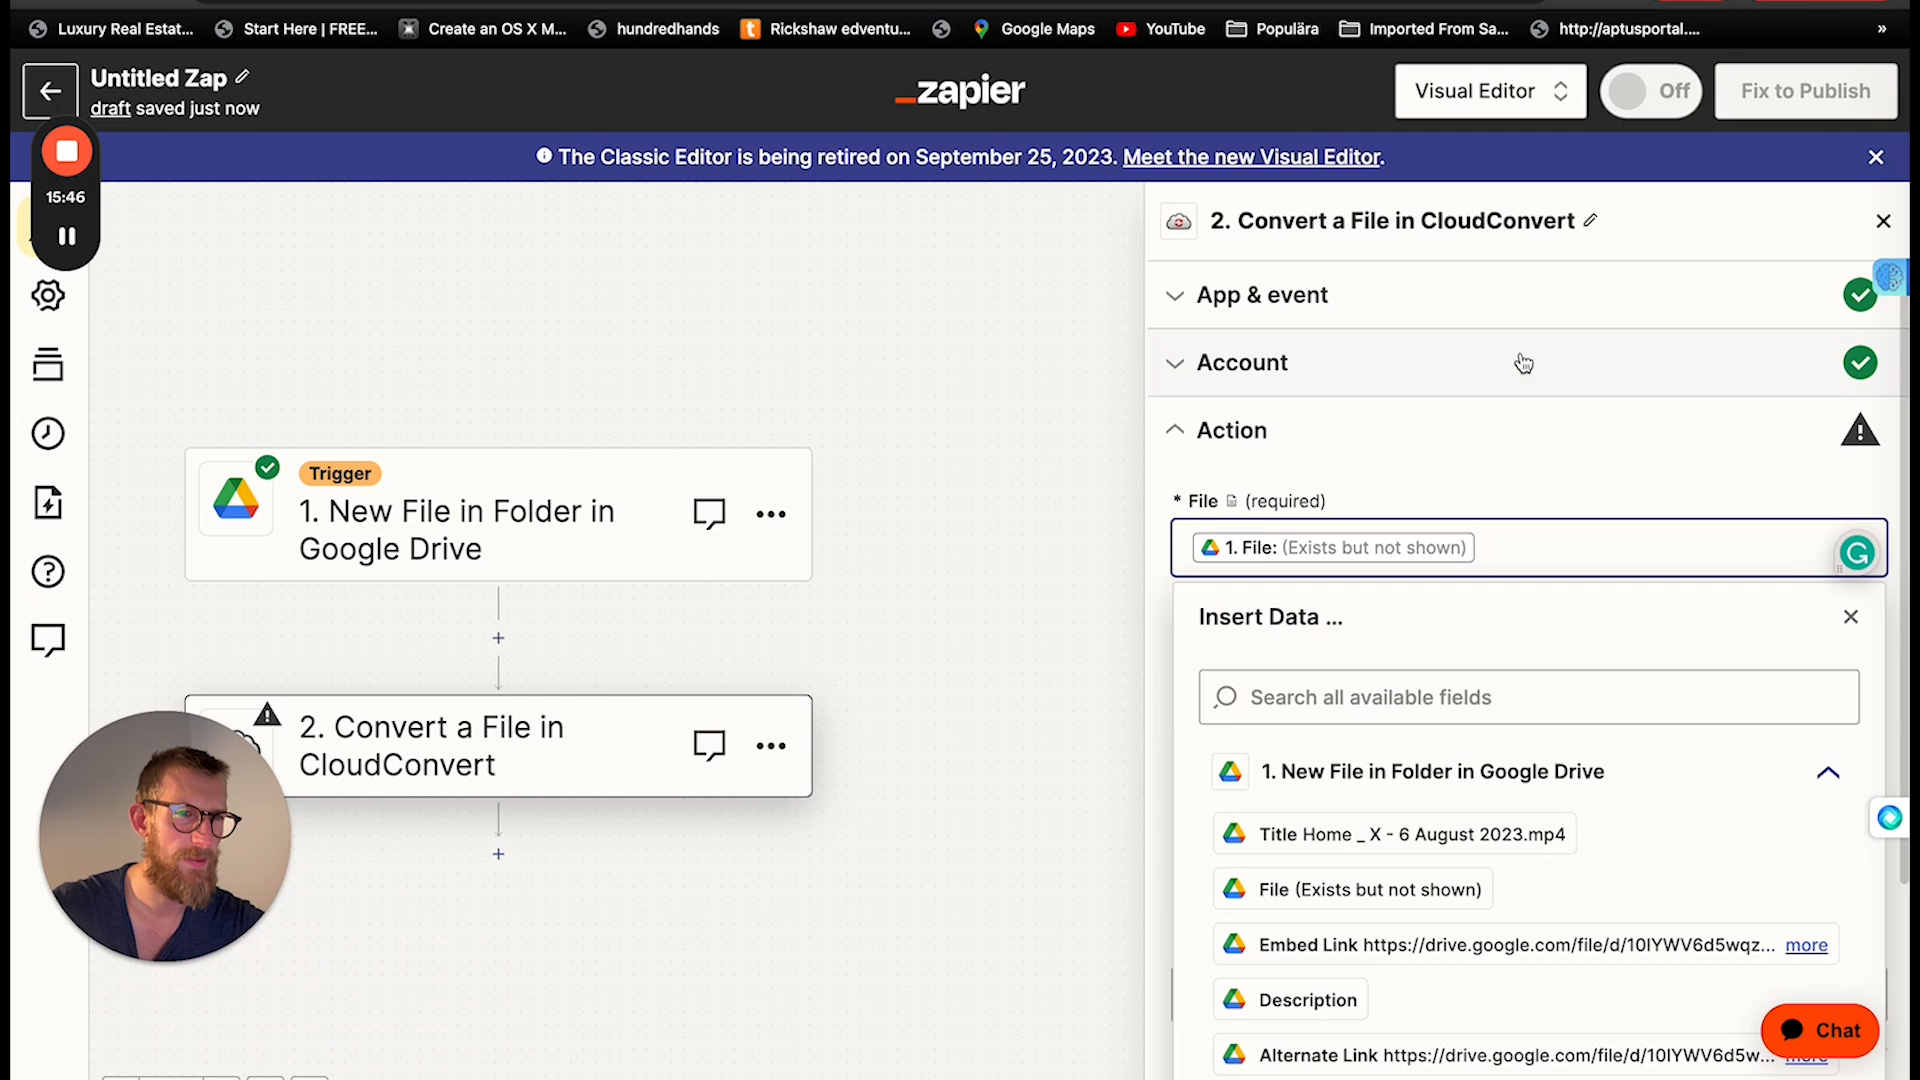 Luxury Real Estat...
Start Here | FREE...
Create an OS X M...
hundredhands
Rickshaw edventu...
Google Maps
YouTube
Populära
Imported From Sa...
http://aptusportal....
»
Untitled Zap
draft saved just now
_zapier
Visual Editor
Off
Fix to Publish
The Classic Editor is being retired on September 25, 2023. Meet the new Visual Editor.
15:46
2. Convert a File in CloudConvert
App & event
Account
Action
* File (required)
1. File: (Exists but not shown)
Insert Data ...
Search all available fields
1. New File in Folder in Google Drive
Title Home _ X - 6 August 2023.mp4
File (Exists but not shown)
Embed Link https://drive.google.com/file/d/10IYWV6d5wqz... more
Description
Alternate Link https://drive.google.com/file/d/10IYWV6d5w... more
Chat
Trigger
1. New File in Folder in
Google Drive
2. Convert a File in
CloudConvert